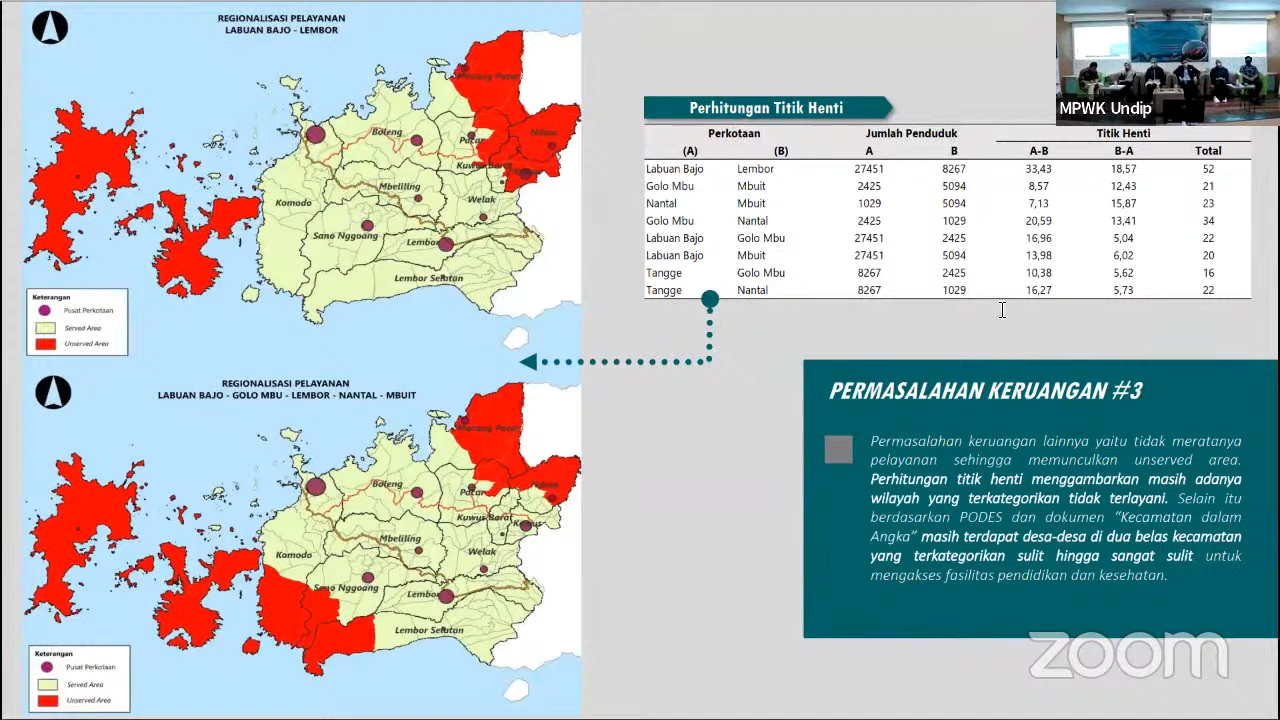 REGIONALISASI PELAYANAN
LABUAN BAJO - LEMBOR
Boleng
Pacar
Ndoso
Kuwus Barat
Mbeliling
Komodo
Welak
Sano Nggoang
Lembor
Lembor Selatan
Keterangan
Pusat Perkotaan
Served Area
Unserved Area
REGIONALISASI PELAYANAN
LABUAN BAJO - GOLO MBU - LEMBOR - NANTAL - MBUIT
Macang Pacar
Boleng
Pacar
Ndoso
Kuwus Barat
Kuwus
Mbeliling
Komodo
Welak
Sano Nggoang
Lembor
Lembor Selatan
Keterangan
Pusat Perkotaan
Served Area
Unserved Area
MPWK Undip
Perhitungan Titik Henti
Perkotaan Jumlah Penduduk Titik Henti
(A) (B) A B A-B B-A Total
Labuan Bajo Lembor 27451 8267 33,43 18,57 52
Golo Mbu Mbuit 2425 5094 8,57 12,43 21
Nantal Mbuit 1029 5094 7,13 15,87 23
Golo Mbu Nantal 2425 1029 20,59 13,41 34
Labuan Bajo Golo Mbu 27451 2425 16,96 5,04 22
Labuan Bajo Mbuit 27451 5094 13,98 6,02 20
Tangge Golo Mbu 8267 2425 10,38 5,62 16
Tangge Nantal 8267 1029 16,27 5,73 22
PERMASALAHAN KERUANGAN #3
Permasalahan keruangan lainnya yaitu tidak meratanya
pelayanan sehingga memunculkan unserved area.
Perhitungan titik henti menggambarkan masih adanya
wilayah yang terkategorikan tidak terlayani. Selain itu
berdasarkan PODES dan dokumen “Kecamatan dalam
Angka” masih terdapat desa-desa di dua belas kecamatan
yang terkategorikan sulit hingga sangat sulit untuk
mengakses fasilitas pendidikan dan kesehatan.
zoom